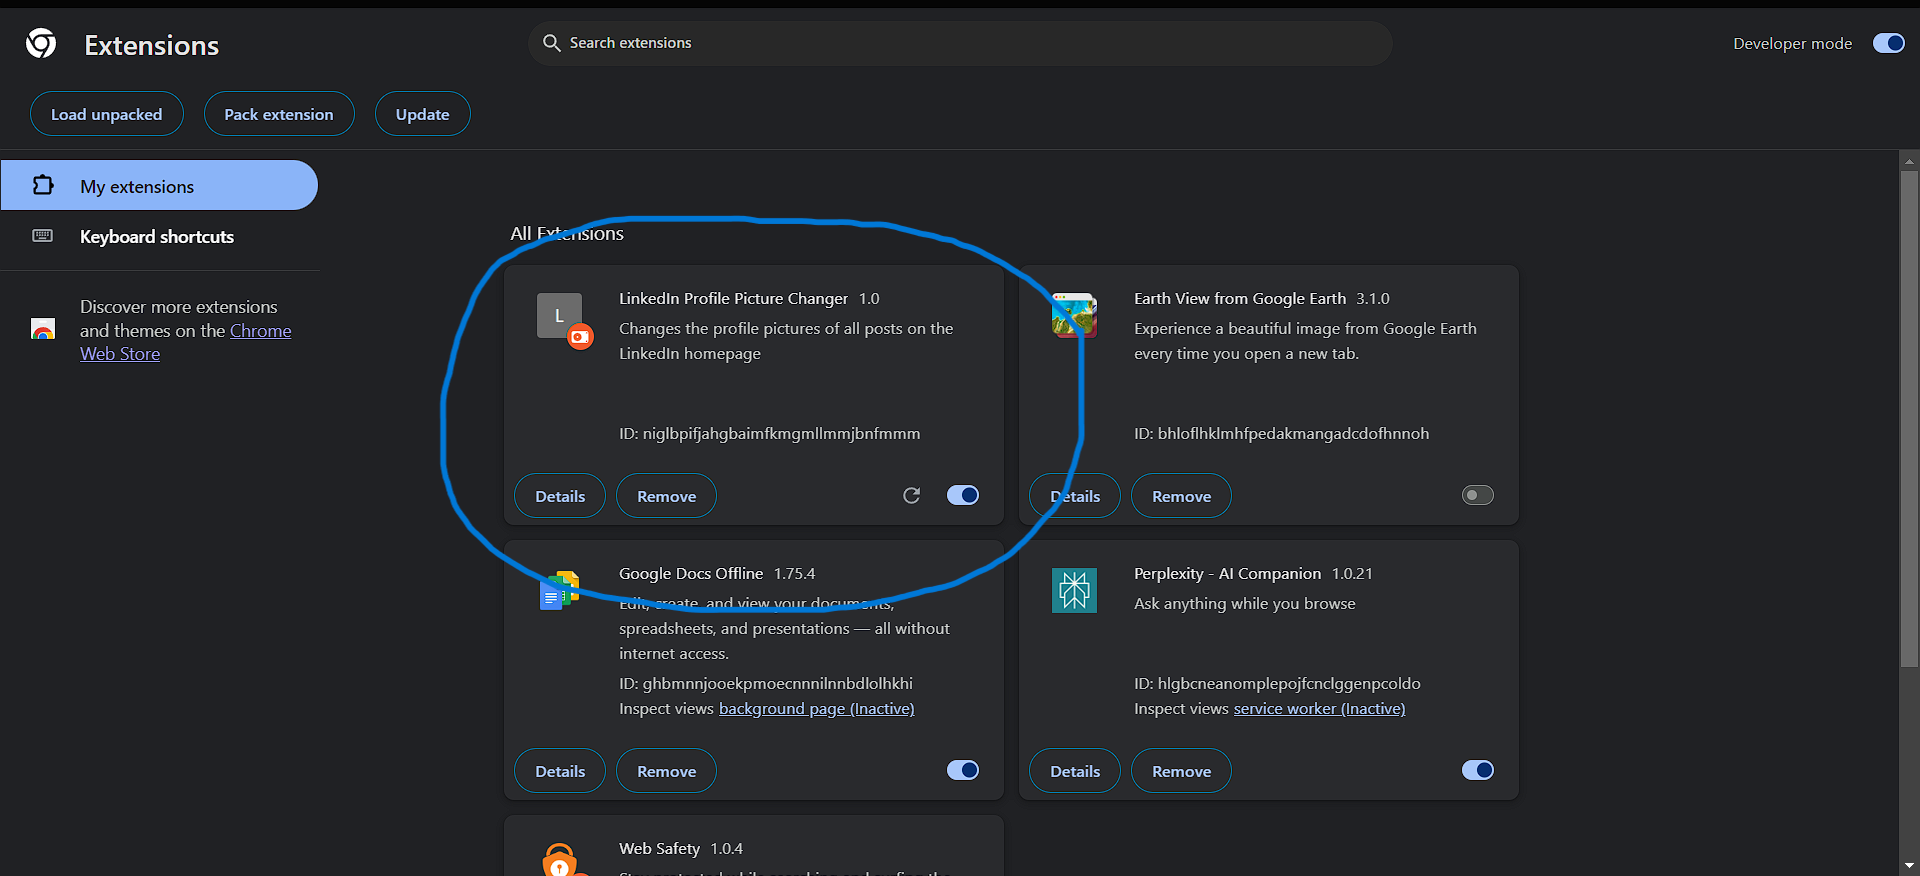 Extensions
Search extensions
Developer mode
Load unpacked
Pack extension
Update
My extensions
Keyboard shortcuts
Discover more extensions
and themes on the Chrome
Web Store
All Extensions
L
LinkedIn Profile Picture Changer 1.0
Changes the profile pictures of all posts on the
LinkedIn homepage
ID: niglbpifjahgbaimfkmgmllmmjbnfmmm
Details
Remove
Earth View from Google Earth 3.1.0
Experience a beautiful image from Google Earth
every time you open a new tab.
ID: bhloflhklmhfpedakmangadcdofhnnoh
Details
Remove
Google Docs Offline 1.75.4
Edit, create, and view your documents,
spreadsheets, and presentations — all without
internet access.
ID: ghbmnnjooekpmoecnnnilnnbdlolhkhi
Inspect views background page (Inactive)
Details
Remove
Perplexity - AI Companion 1.0.21
Ask anything while you browse
ID: hlgbcneanomplepojfcnclggenpcoldo
Inspect views service worker (Inactive)
Details
Remove
Web Safety 1.0.4